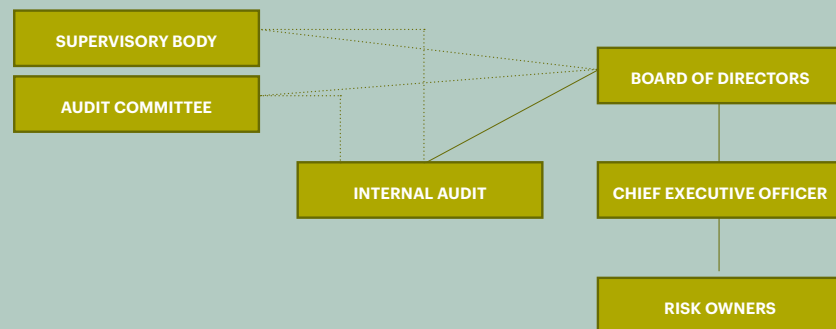 SUPERVISORY BODY
AUDIT COMMITTEE
BOARD OF DIRECTORS
INTERNAL AUDIT
CHIEF EXECUTIVE OFFICER
RISK OWNERS